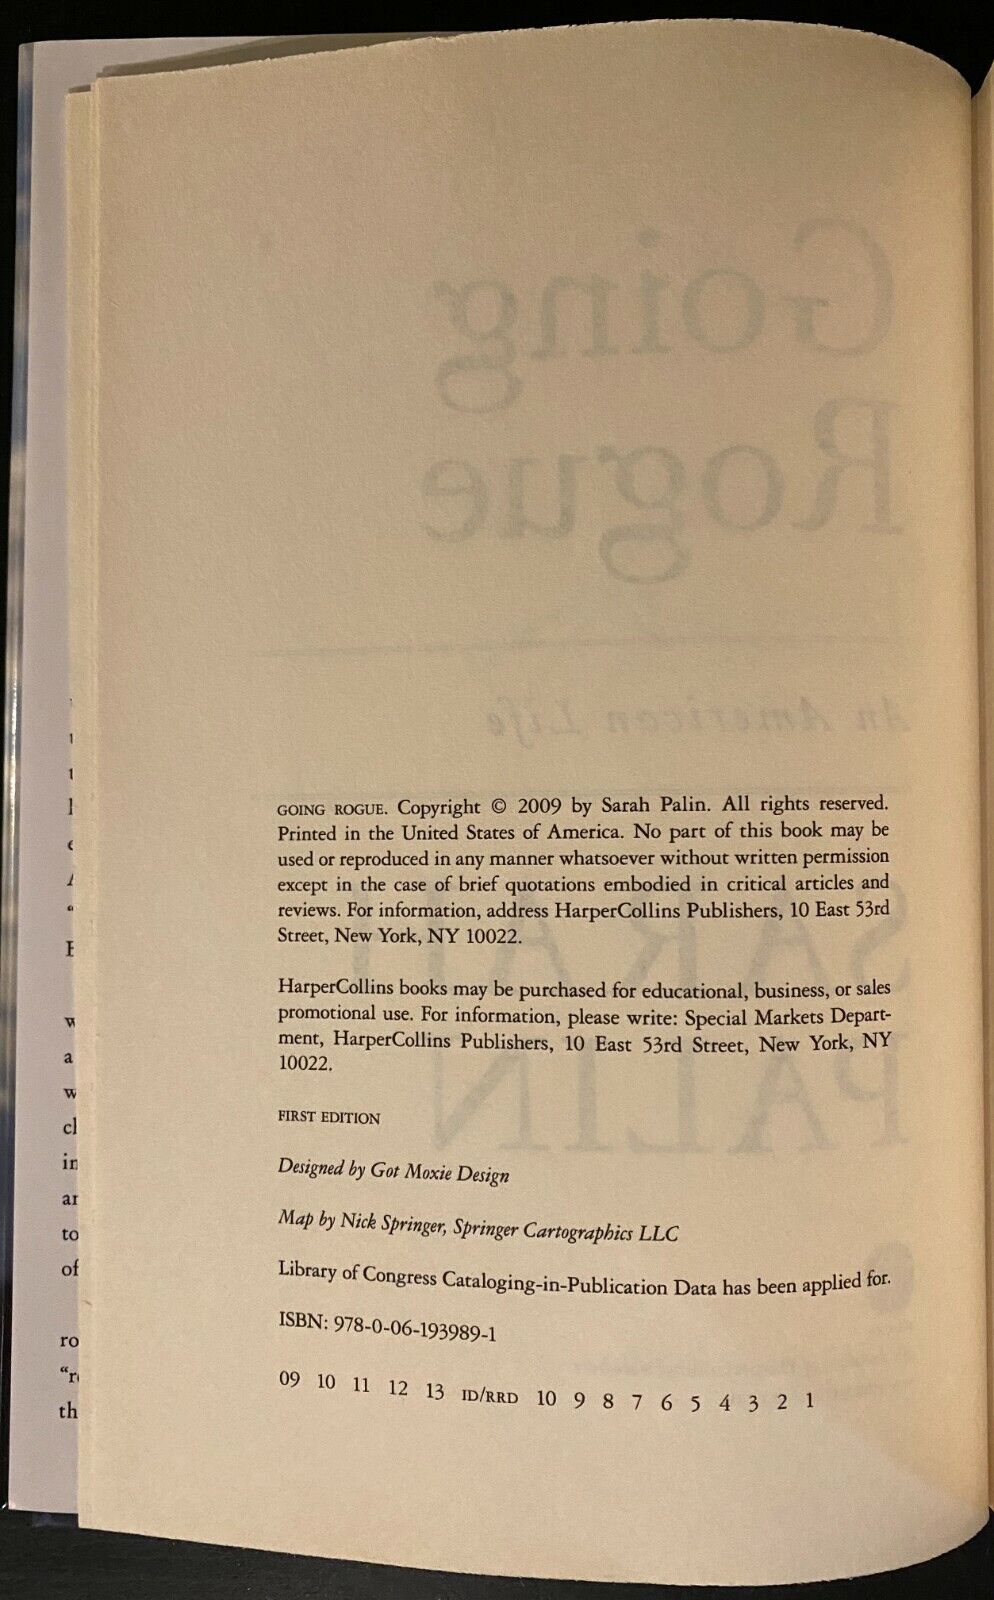 Going
Rogue
An American Life
SARAH
PALIN
GOING ROGUE. Copyright © 2009 by Sarah Palin. All rights reserved.
Printed in the United States of America. No part of this book may be
used or reproduced in any manner whatsoever without written permission
except in the case of brief quotations embodied in critical articles and
reviews. For information, address HarperCollins Publishers, 10 East 53rd
Street, New York, NY 10022.
HarperCollins books may be purchased for educational, business, or sales
promotional use. For information, please write: Special Markets Depart-
ment, HarperCollins Publishers, 10 East 53rd Street, New York, NY
10022.
FIRST EDITION
Designed by Got Moxie Design
Map by Nick Springer, Springer Cartographics LLC
Library of Congress Cataloging-in-Publication Data has been applied for.
ISBN: 978-0-06-193989-1
09 10 11 12 13 ID/RRD 10 9 8 7 6 5 4 3 2 1